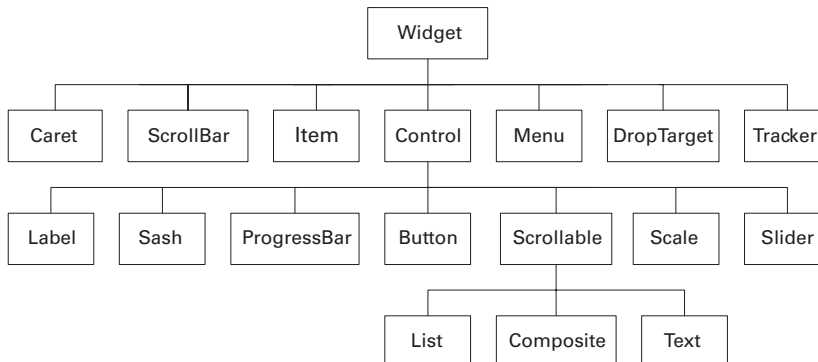 Widget
Caret ScrollBar Item Control Menu DropTarget Tracker
Label Sash ProgressBar Button Scrollable Scale Slider
List Composite Text